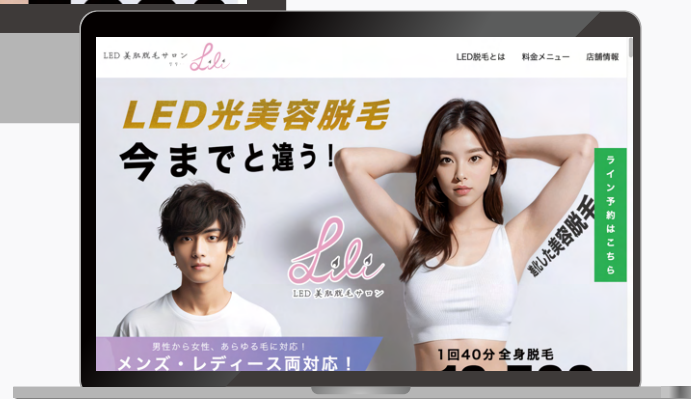 LED 美肌脱毛サロン
リリ
Lili
LED脱毛とは 料金メニュー 店舗情報
LED光美容脱毛
今までと違う!
ライン予約はこちら
進化した美容脱毛
Lili
LED 美肌脱毛サロン
男性から女性、あらゆる毛に対応!
メンズ・レディース両対応!
1回40分 全身脱毛